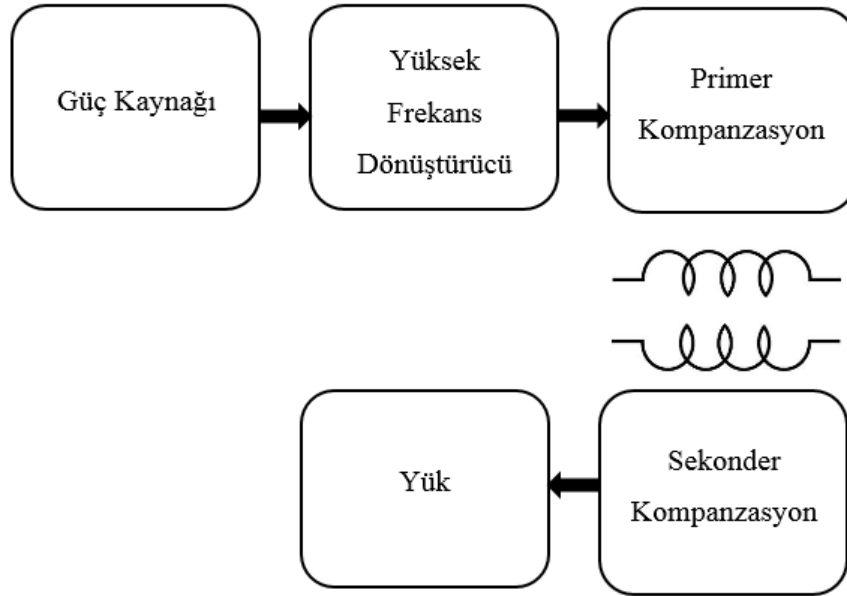 Güç Kaynağı
Yüksek
Frekans
Dönüştürücü
Primer
Kompanzasyon
Yük
Sekonder
Kompanzasyon